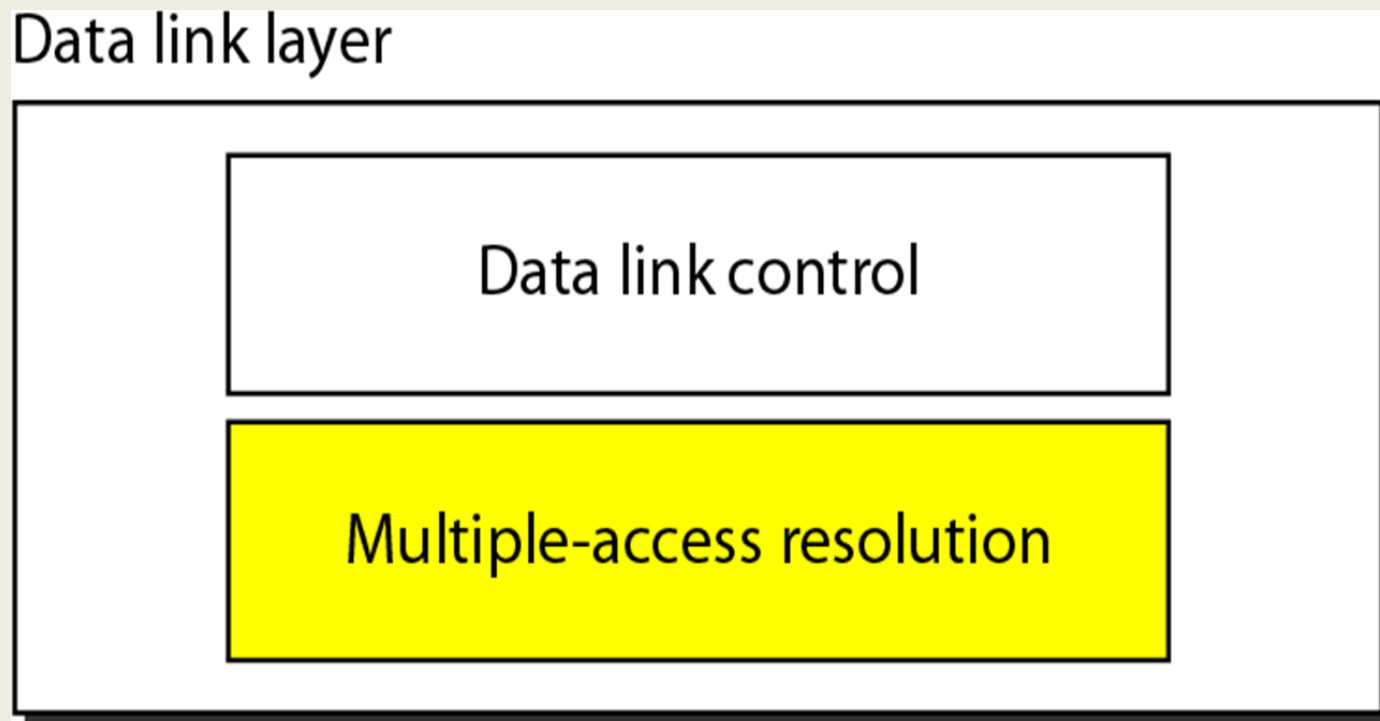 Data link layer
Data link control
Multiple-access resolution